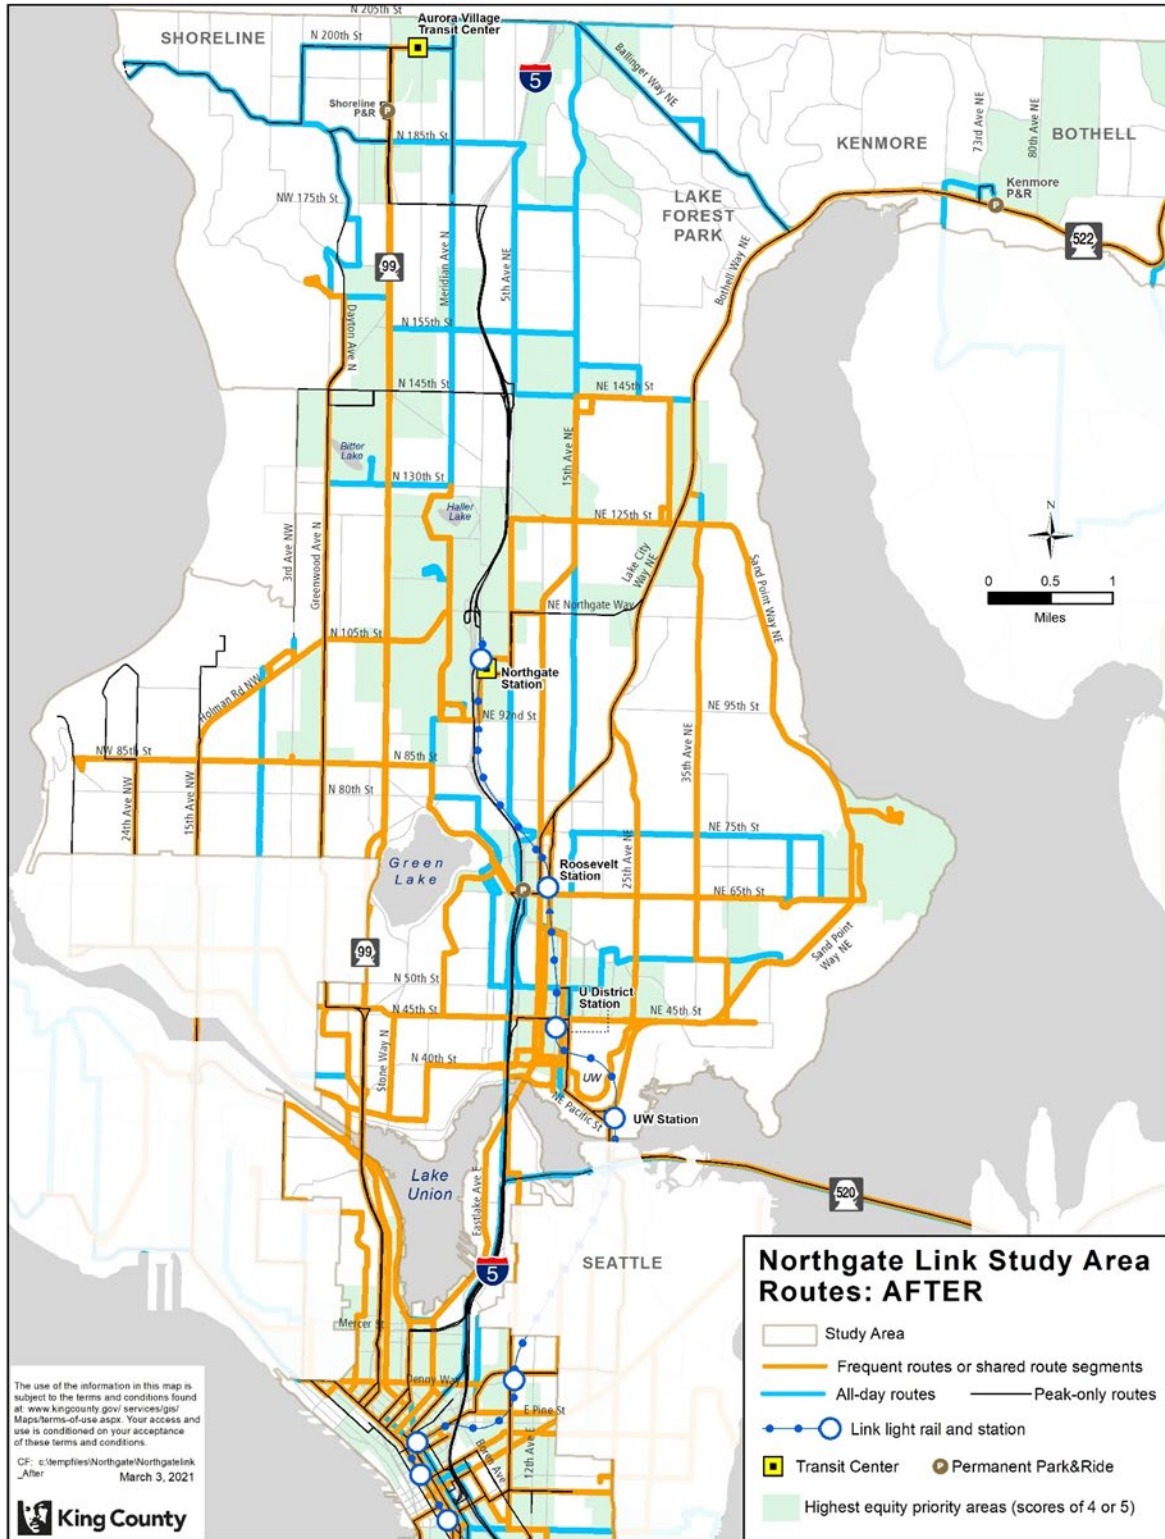 N 205th St
Aurora Village
Transit Center
SHORELINE
N 200th St
5
Ballinger Way NE
Shoreline
P&R
P
N 185th St
KENMORE
73rd Ave NE
80th Ave NE
BOTHELL
Kenmore
P&R
P
NW 175th St
LAKE
FOREST
PARK
522
99
Meridian Ave N
5th Ave NE
Bothell Way NE
Dayton Ave N
N 155th St
N 145th St
NE 145th St
Bitter
Lake
15th Ave NE
N 130th St
Haller
Lake
NE 125th St
N
3rd Ave NW
Greenwood Ave N
Lake City
Way NE
Sand Point Way NE
0 0.5 1
Miles
NE Northgate Way
N 105th St
Northgate
Station
Holman Rd NW
NE 92nd St
NE 95th St
35th Ave NE
NW 85th St
N 85th St
N 80th St
24th Ave NW
15th Ave NW
NE 75th St
25th Ave NE
Green
Lake
Roosevelt
Station
P
NE 65th St
99
Sand Point
Way NE
N 50th St
U District
Station
N 45th St
NE 45th St
Stone Way N
N 40th St
UW
NE Pacific St
UW Station
Lake
Union
Eastlake Ave E
520
SEATTLE
5
Mercer St
Denny Way
E Pine St
Boren Ave
12th Ave E
Northgate Link Study Area
Routes: AFTER
Study Area
Frequent routes or shared route segments
All-day routes
Peak-only routes
Link light rail and station
Transit Center
P Permanent Park&Ride
Highest equity priority areas (scores of 4 or 5)
The use of the information in this map is
subject to the terms and conditions found
at: www.kingcounty.gov/ services/gis/
Maps/terms-of-use.aspx. Your access and
use is conditioned on your acceptance
of these terms and conditions.
CF: c:\tempfiles\Northgate\Northgatelink
_After
March 3, 2021
King County